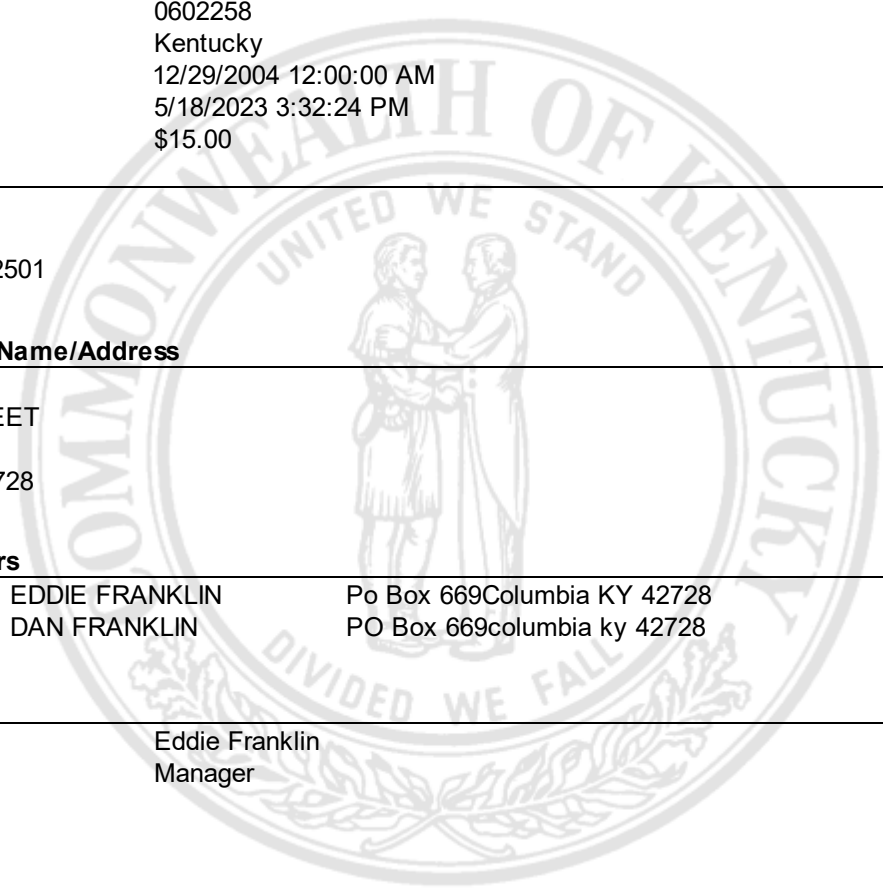 0602258
Kentucky
12/29/2004 12:00:00 AM
5/18/2023 3:32:24 PM
$15.00
COMMONWEALTH OF KENTUCKY
UNITED WE STAND
2501
Name/Address
EET
728
rs
EDDIE FRANKLIN Po Box 669Columbia KY 42728
DAN FRANKLIN PO Box 669columbia ky 42728
DIVIDED WE FALL
Eddie Franklin
Manager